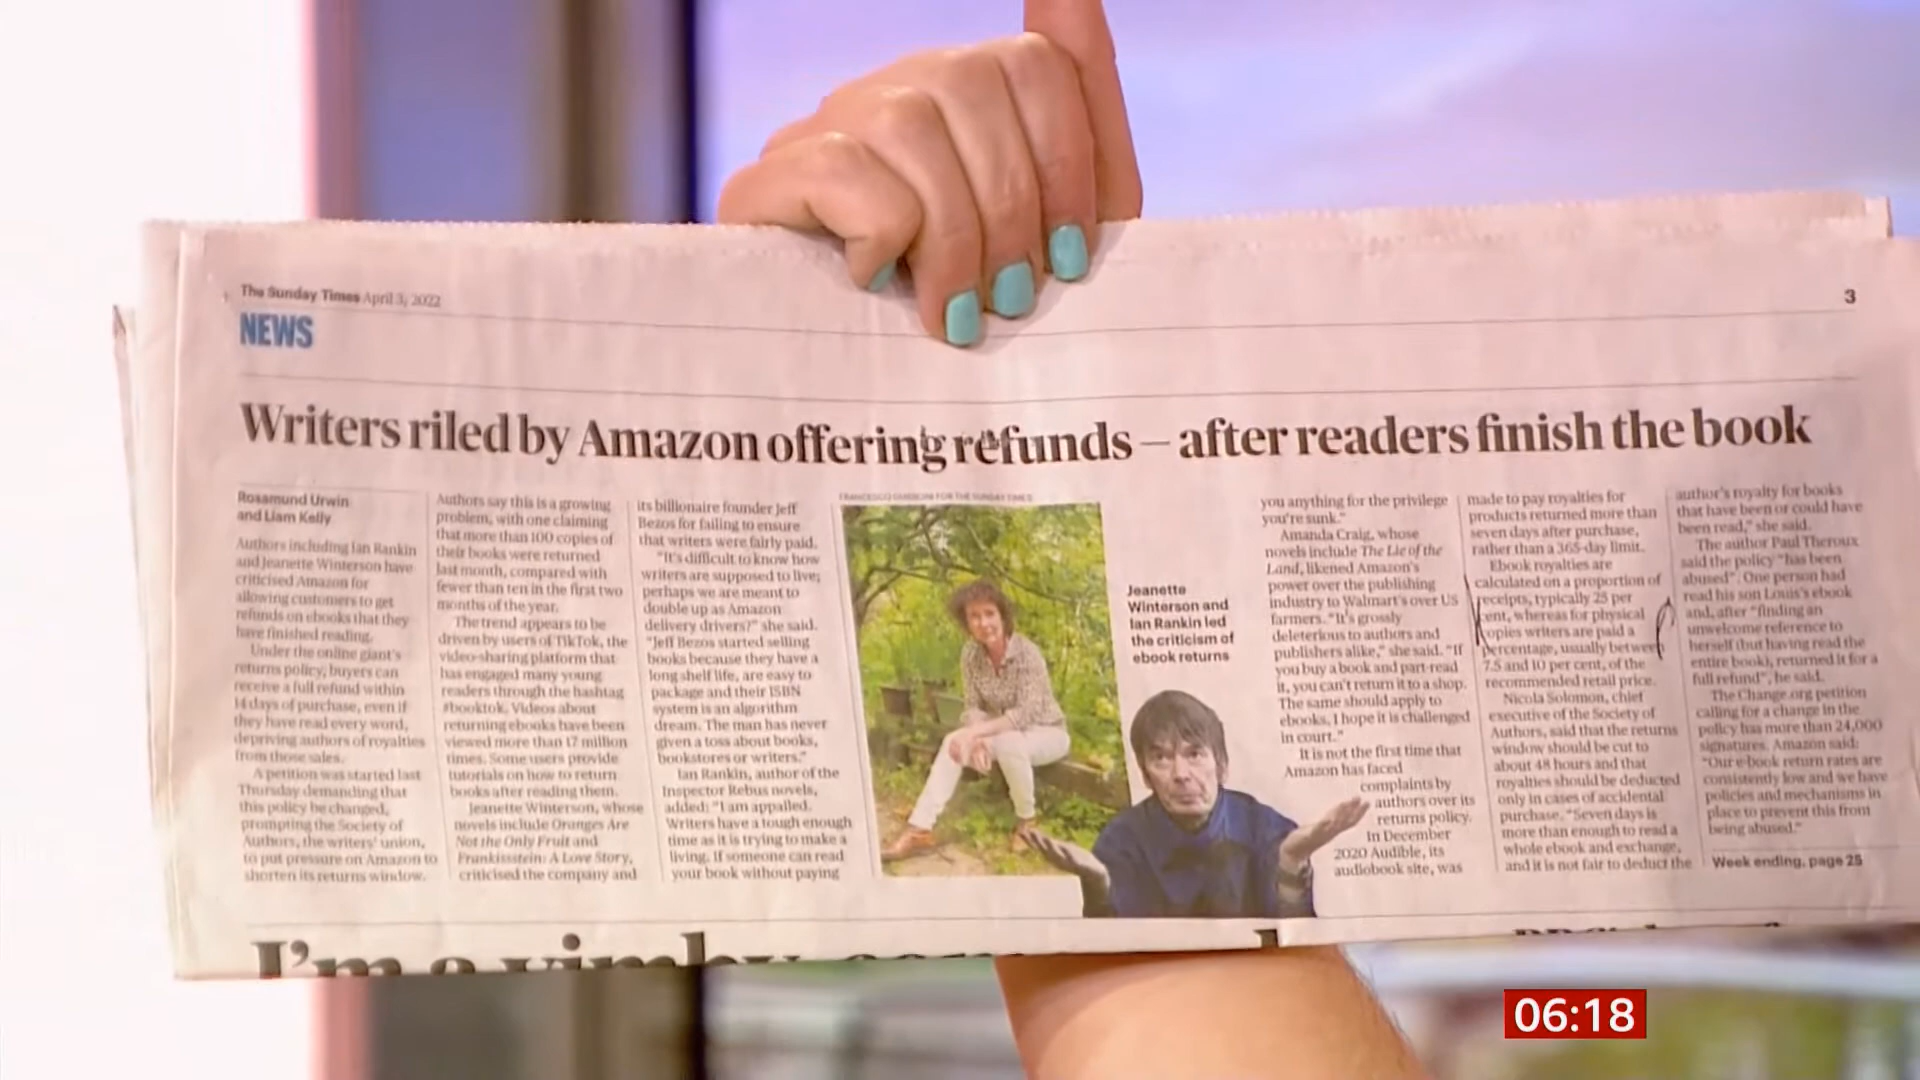 The Sunday Times April 3, 2022
3
NEWS
Writers riled by Amazon offering refunds – after readers finish the book
Rosamund Urwin
and Liam Kelly
Authors including Ian Rankin
and Jeanette Winterson have
criticised Amazon for
allowing customers to get
refunds on ebooks that they
have finished reading.
Under the online giant's
returns policy, buyers can
receive a full refund within
14 days of purchase, even if
they have read every word,
depriving authors of royalties
from those sales.
A petition was started last
Thursday demanding that
this policy be changed,
prompting the Society of
Authors, the writers' union,
to put pressure on Amazon to
shorten its returns window.
Authors say this is a growing
problem, with one claiming
that more than 100 copies of
their books were returned
last month, compared with
fewer than ten in the first two
months of the year.
The trend appears to be
driven by users of TikTok, the
video-sharing platform that
has engaged many young
readers through the hashtag
#booktok. Videos about
returning ebooks have been
viewed more than 17 million
times. Some users provide
tutorials on how to return
books after reading them.
Jeanette Winterson, whose
novels include Oranges Are
Not the Only Fruit and
Frankissstein: A Love Story,
criticised the company and
its billionaire founder Jeff
Bezos for failing to ensure
that writers were fairly paid.
"It's difficult to know how
writers are supposed to live;
perhaps we are meant to
double up as Amazon
delivery drivers?" she said.
"Jeff Bezos started selling
books because they have a
long shelf life, are easy to
package and their ISBN
system is an algorithm
dream. The man has never
given a toss about books,
bookstores or writers."
Ian Rankin, author of the
Inspector Rebus novels,
added: "I am appalled.
Writers have a tough enough
time as it is trying to make a
living. If someone can read
your book without paying
FOR THE SUNDAY TIMES
Jeanette
Winterson and
Ian Rankin led
the criticism of
ebook returns
you anything for the privilege
you're sunk."
Amanda Craig, whose
novels include The Lie of the
Land, likened Amazon's
power over the publishing
industry to Walmart's over US
farmers. "It's grossly
deleterious to authors and
publishers alike," she said. "If
you buy a book and part-read
it, you can't return it to a shop.
The same should apply to
ebooks. I hope it is challenged
in court."
It is not the first time that
Amazon has faced
complaints by
authors over its
returns policy.
In December
2020 Audible, its
audiobook site, was
made to pay royalties for
products returned more than
seven days after purchase,
rather than a 365-day limit.
Ebook royalties are
calculated on a proportion of
receipts, typically 25 per
cent, whereas for physical
copies writers are paid a
percentage, usually between
7.5 and 10 per cent, of the
recommended retail price.
Nicola Solomon, chief
executive of the Society of
Authors, said that the returns
window should be cut to
about 48 hours and that
royalties should be deducted
only in cases of accidental
purchase. "Seven days is
more than enough to read a
whole ebook and exchange,
and it is not fair to deduct the
author's royalty for books
that have been or could have
been read," she said.
The author Paul Theroux
said the policy "has been
abused". One person had
read his son Louis's ebook
and, after "finding an
unwelcome reference to
herself (but having read the
entire book), returned it for a
full refund", he said.
The Change.org petition
calling for a change in the
policy has more than 24,000
signatures. Amazon said:
"Our e-book return rates are
consistently low and we have
policies and mechanisms in
place to prevent this from
being abused."
Week ending, page 25
I'm a yimby,
06:18